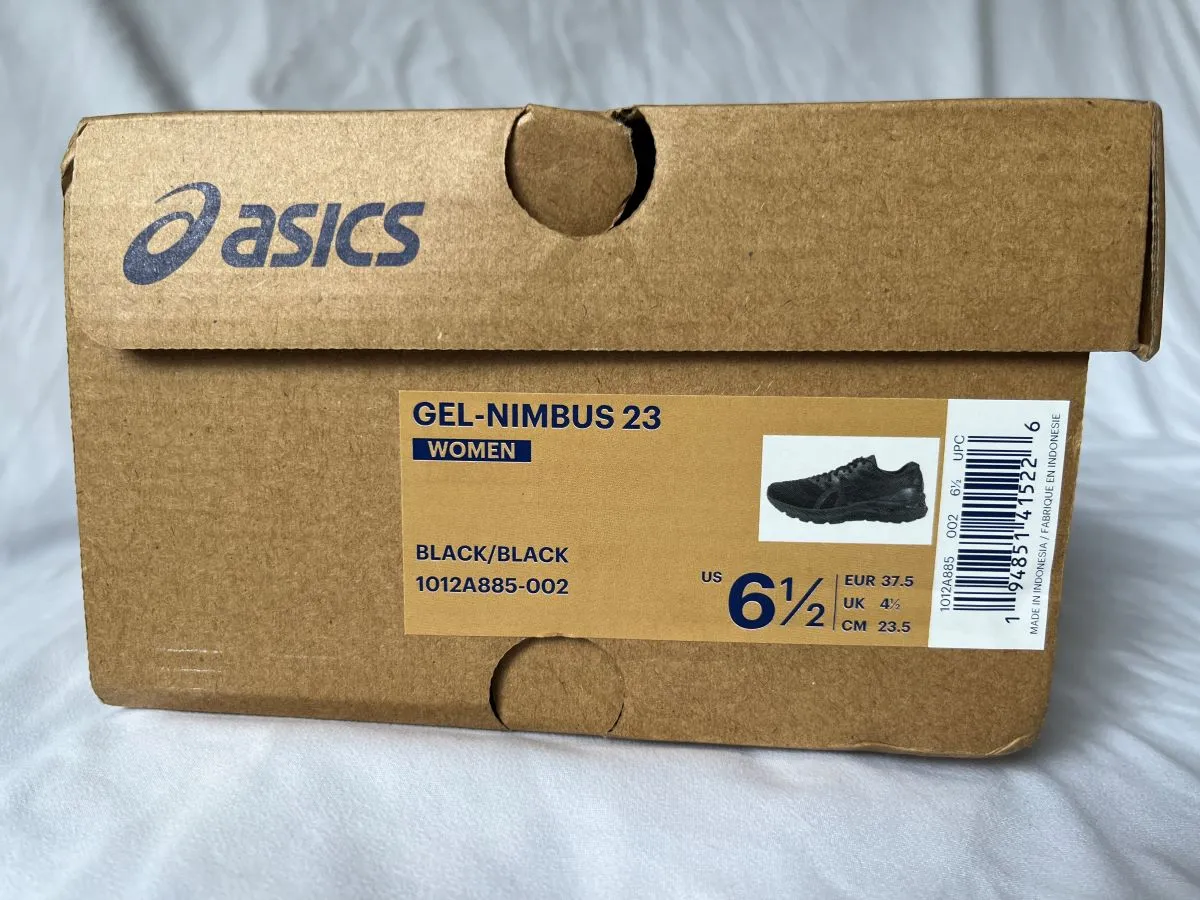 asics
GEL-NIMBUS 23
WOMEN
BLACK/BLACK
1012A885-002
US 6½
EUR 37.5
UK 4½
CM 23.5
1012A885 002 6½ UPC
1 94851 41522 6
MADE IN INDONESIA / FABRIQUE EN INDONESIE